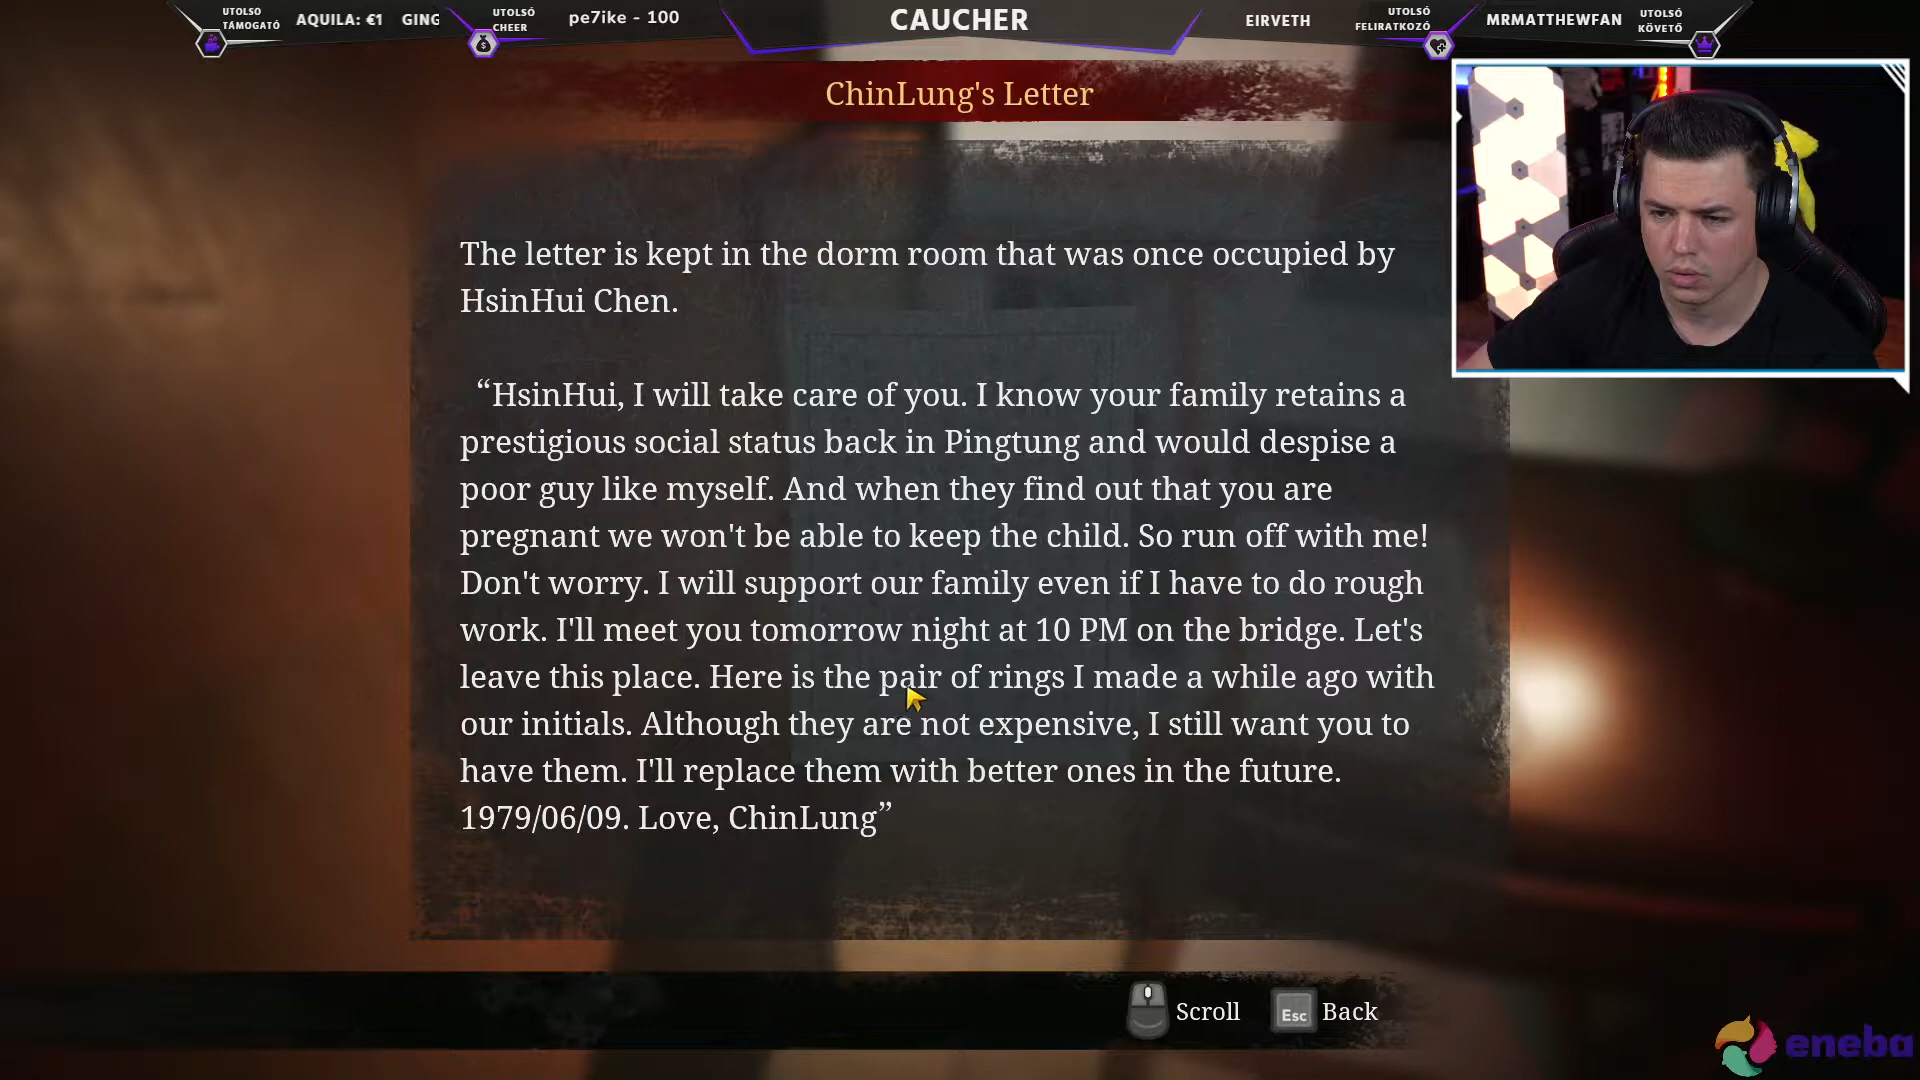 UTOLSO
TÁMOGATÓ
AQUILA: €1 GING
UTOLSÓ
CHEER
pe7ike - 100
CAUCHER
EIRVETH
UTOLSÓ
FELIRATKOZÓ
MRMATTHEWFAN
UTOLSÓ
KÖVETŐ
ChinLung's Letter
The letter is kept in the dorm room that was once occupied by
HsinHui Chen.
“HsinHui, I will take care of you. I know your family retains a
prestigious social status back in Pingtung and would despise a
poor guy like myself. And when they find out that you are
pregnant we won't be able to keep the child. So run off with me!
Don't worry. I will support our family even if I have to do rough
work. I'll meet you tomorrow night at 10 PM on the bridge. Let's
leave this place. Here is the pair of rings I made a while ago with
our initials. Although they are not expensive, I still want you to
have them. I'll replace them with better ones in the future.
1979/06/09. Love, ChinLung”
Scroll
Esc
Back
eneba